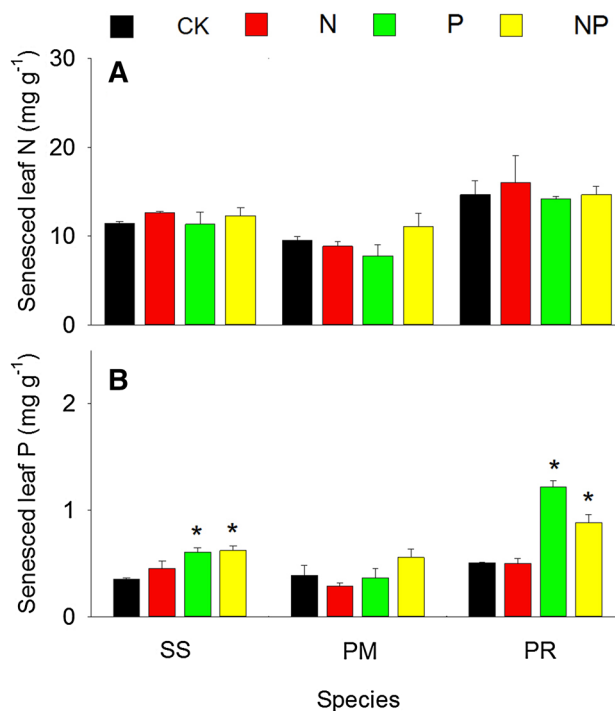 CK N P NP
A
Senesced leaf N (mg g⁻¹)
30
20
10
0
B
Senesced leaf P (mg g⁻¹)
2
1
0
* * * *
SS PM PR
Species